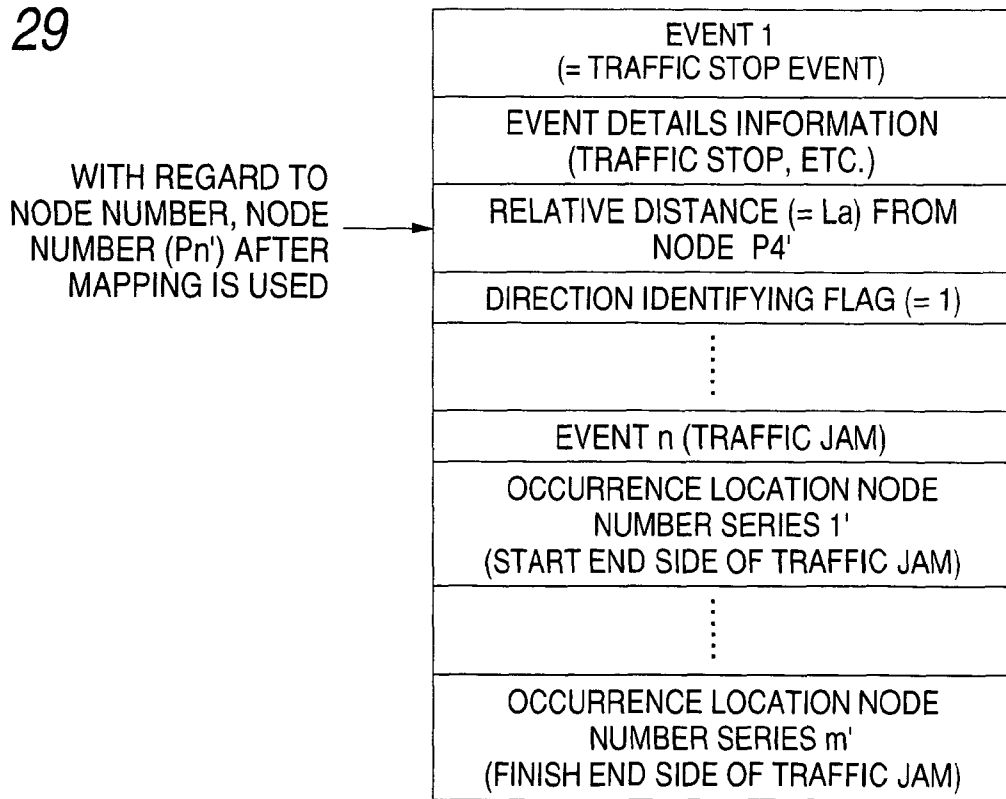 29
EVENT 1
(= TRAFFIC STOP EVENT)
EVENT DETAILS INFORMATION
(TRAFFIC STOP, ETC.)
WITH REGARD TO
NODE NUMBER, NODE
NUMBER (Pn') AFTER
MAPPING IS USED
RELATIVE DISTANCE (= La) FROM
NODE P4'
DIRECTION IDENTIFYING FLAG (= 1)
EVENT n (TRAFFIC JAM)
OCCURRENCE LOCATION NODE
NUMBER SERIES 1'
(START END SIDE OF TRAFFIC JAM)
OCCURRENCE LOCATION NODE
NUMBER SERIES m'
(FINISH END SIDE OF TRAFFIC JAM)